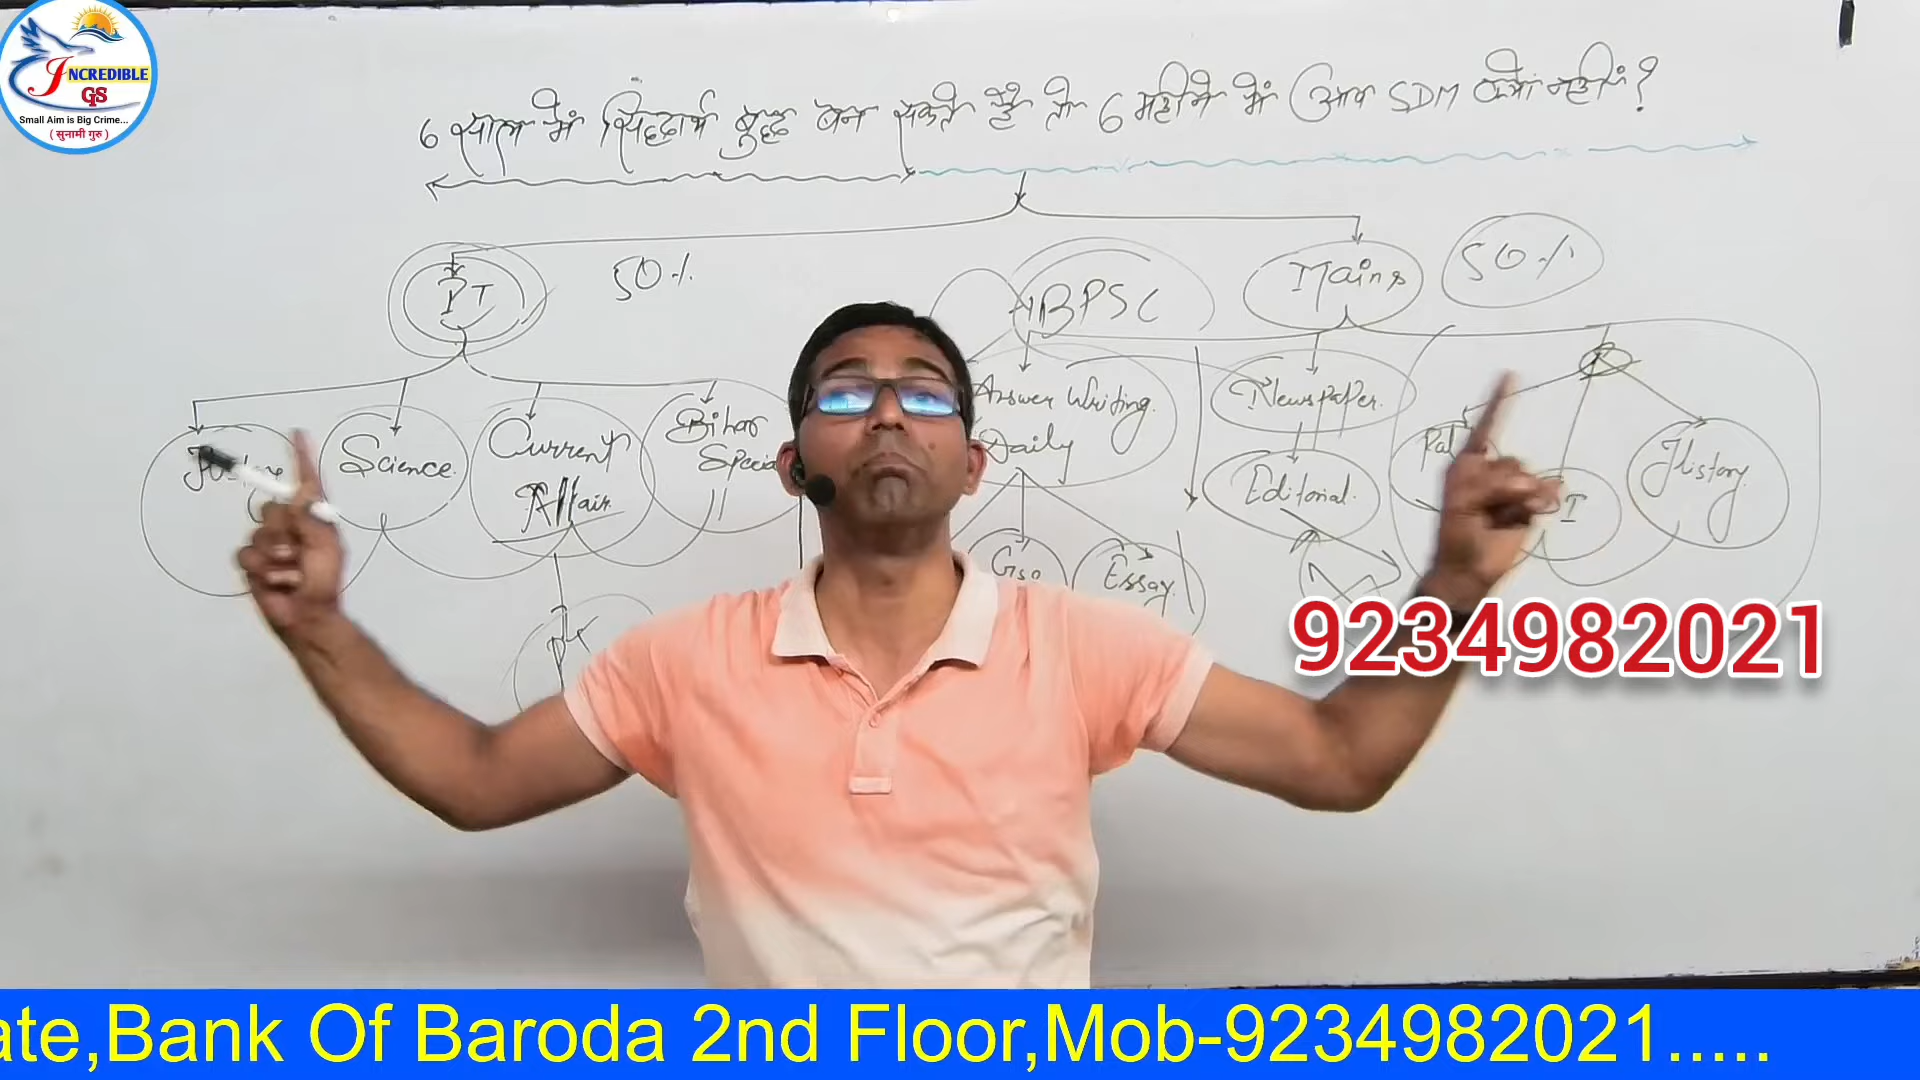 INCREDIBLE
GS
Small Aim is Big Crime...
( सुनामी गुरु )
6 साल में सिद्धार्थ बुद्ध बन सकते हैं तो 6 महीने में आप SDM क्यों नहीं?
PT
50%
BPSC
Mains
50%
Science
Current
Affair
Bihar
Answer Writing
Daily
Newspaper
Editorial
History
Essay
9234982021
Bank Of Baroda 2nd Floor,Mob-9234982021.....